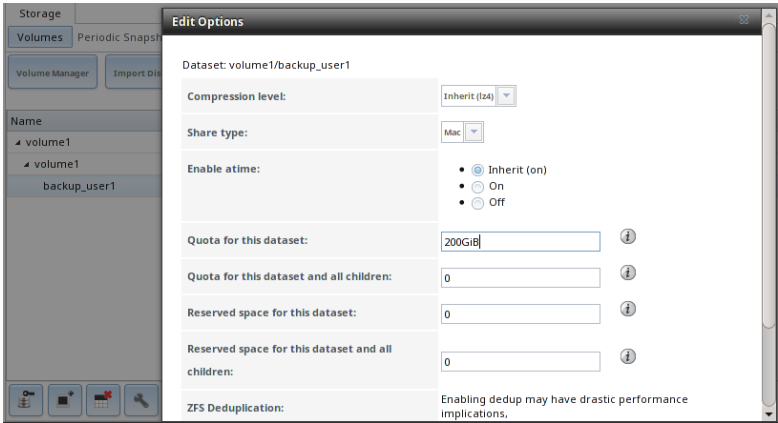 Storage
Edit Options
Volumes Periodic Snapsh
Dataset: volume1/backup_user1
Volume Manager Import Dis
Compression level: Inherit (lz4)
Name
Share type: Mac
volume1
volume1
Enable atime: Inherit (on)
backup_user1
On
Off
Quota for this dataset: 200GiB
Quota for this dataset and all children: 0
Reserved space for this dataset: 0
Reserved space for this dataset and all
children: 0
ZFS Deduplication: Enabling dedup may have drastic performance
implications,